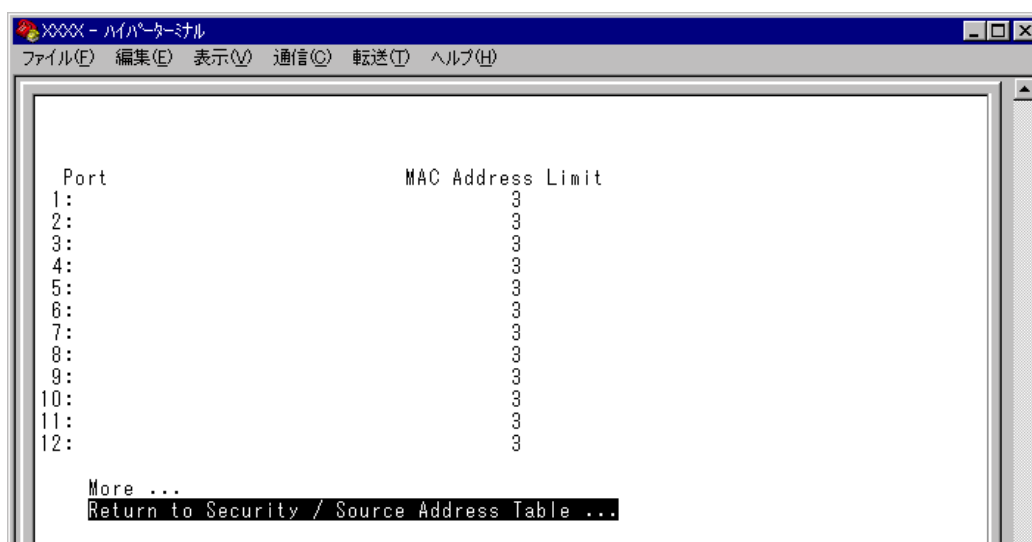 XXXX - ハイパーターミナル
ファイル(F) 編集(E) 表示(V) 通信(C) 転送(T) ヘルプ(H)
Port MAC Address Limit
1: 3
2: 3
3: 3
4: 3
5: 3
6: 3
7: 3
8: 3
9: 3
10: 3
11: 3
12: 3
More ...
Return to Security / Source Address Table ...